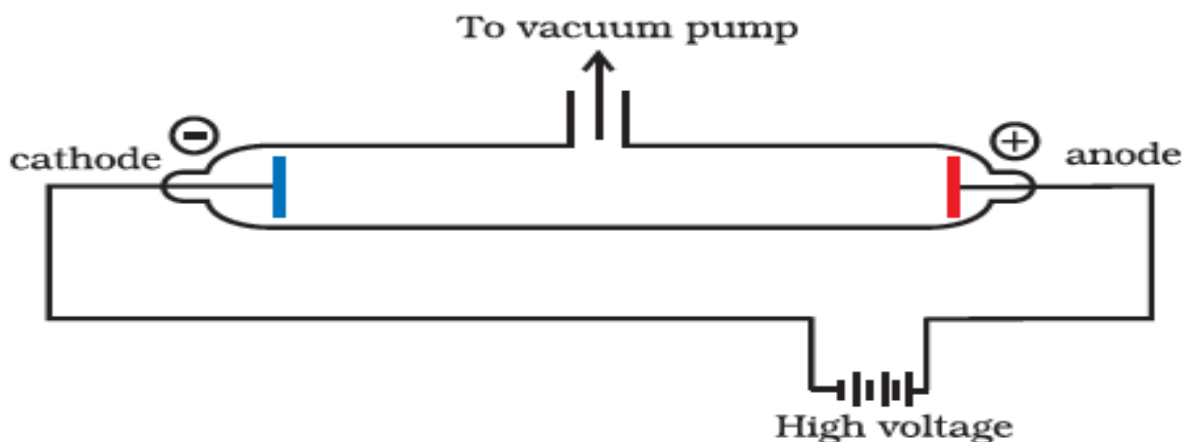 To vacuum pump
cathode
−
+
anode
High voltage